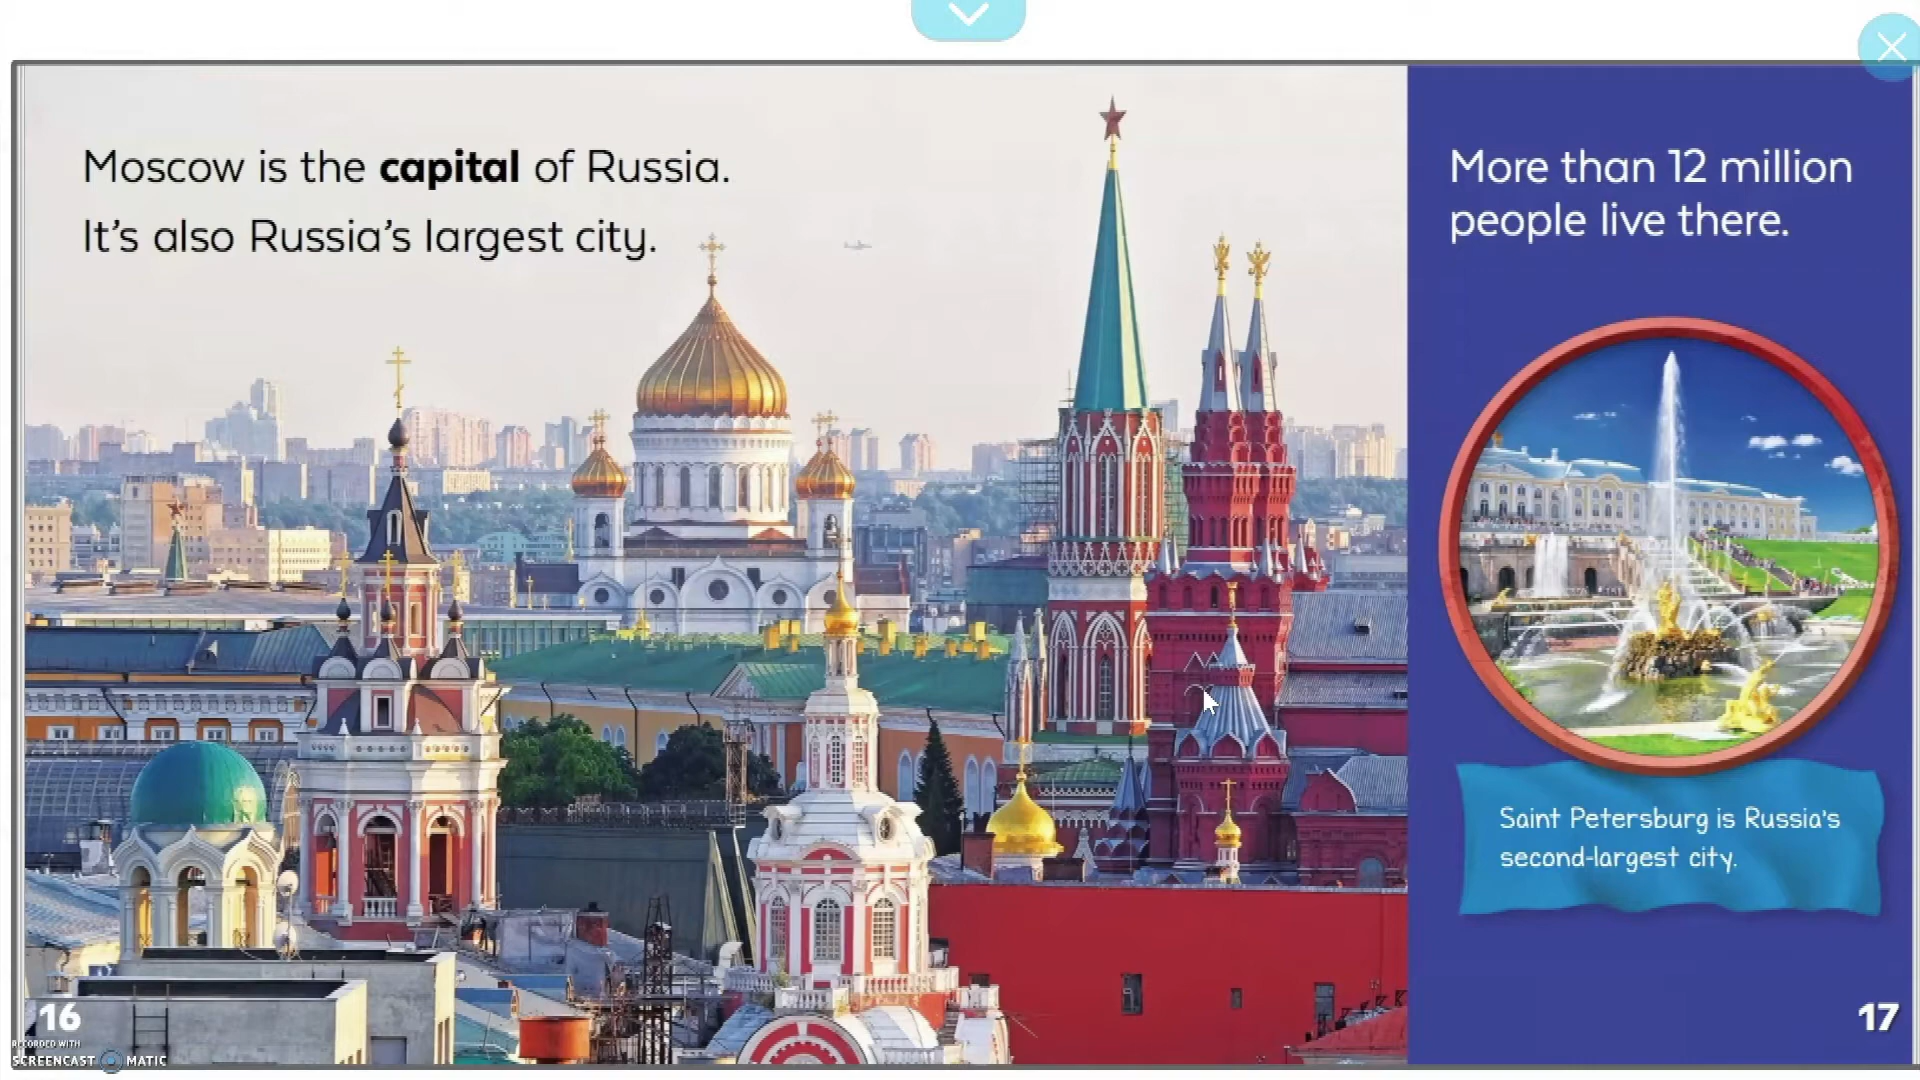 Moscow is the capital of Russia.
It's also Russia's largest city.
More than 12 million
people live there.
Saint Petersburg is Russia's
second-largest city.
16
17
RECORDED WITH
SCREENCAST MATIC